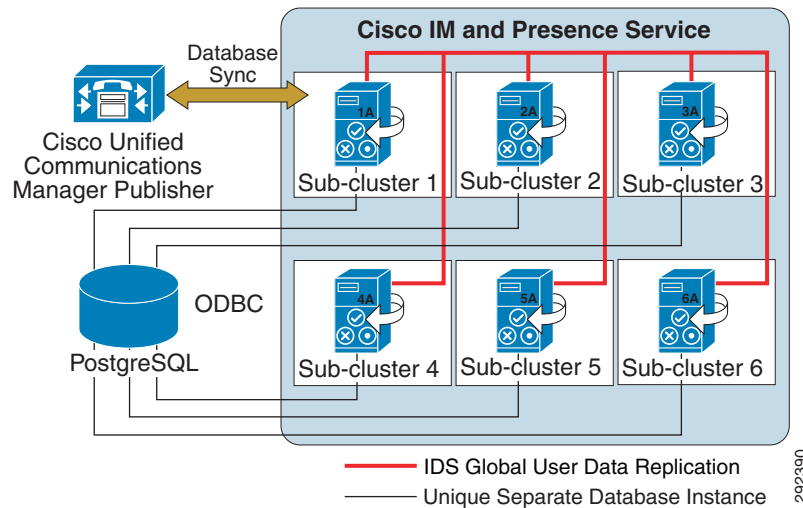 Cisco IM and Presence Service
Database
Sync
Cisco Unified
Communications
Manager Publisher
1A
Sub-cluster 1
2A
Sub-cluster 2
3A
Sub-cluster 3
ODBC
PostgreSQL
4A
Sub-cluster 4
5A
Sub-cluster 5
6A
Sub-cluster 6
IDS Global User Data Replication
Unique Separate Database Instance
292390